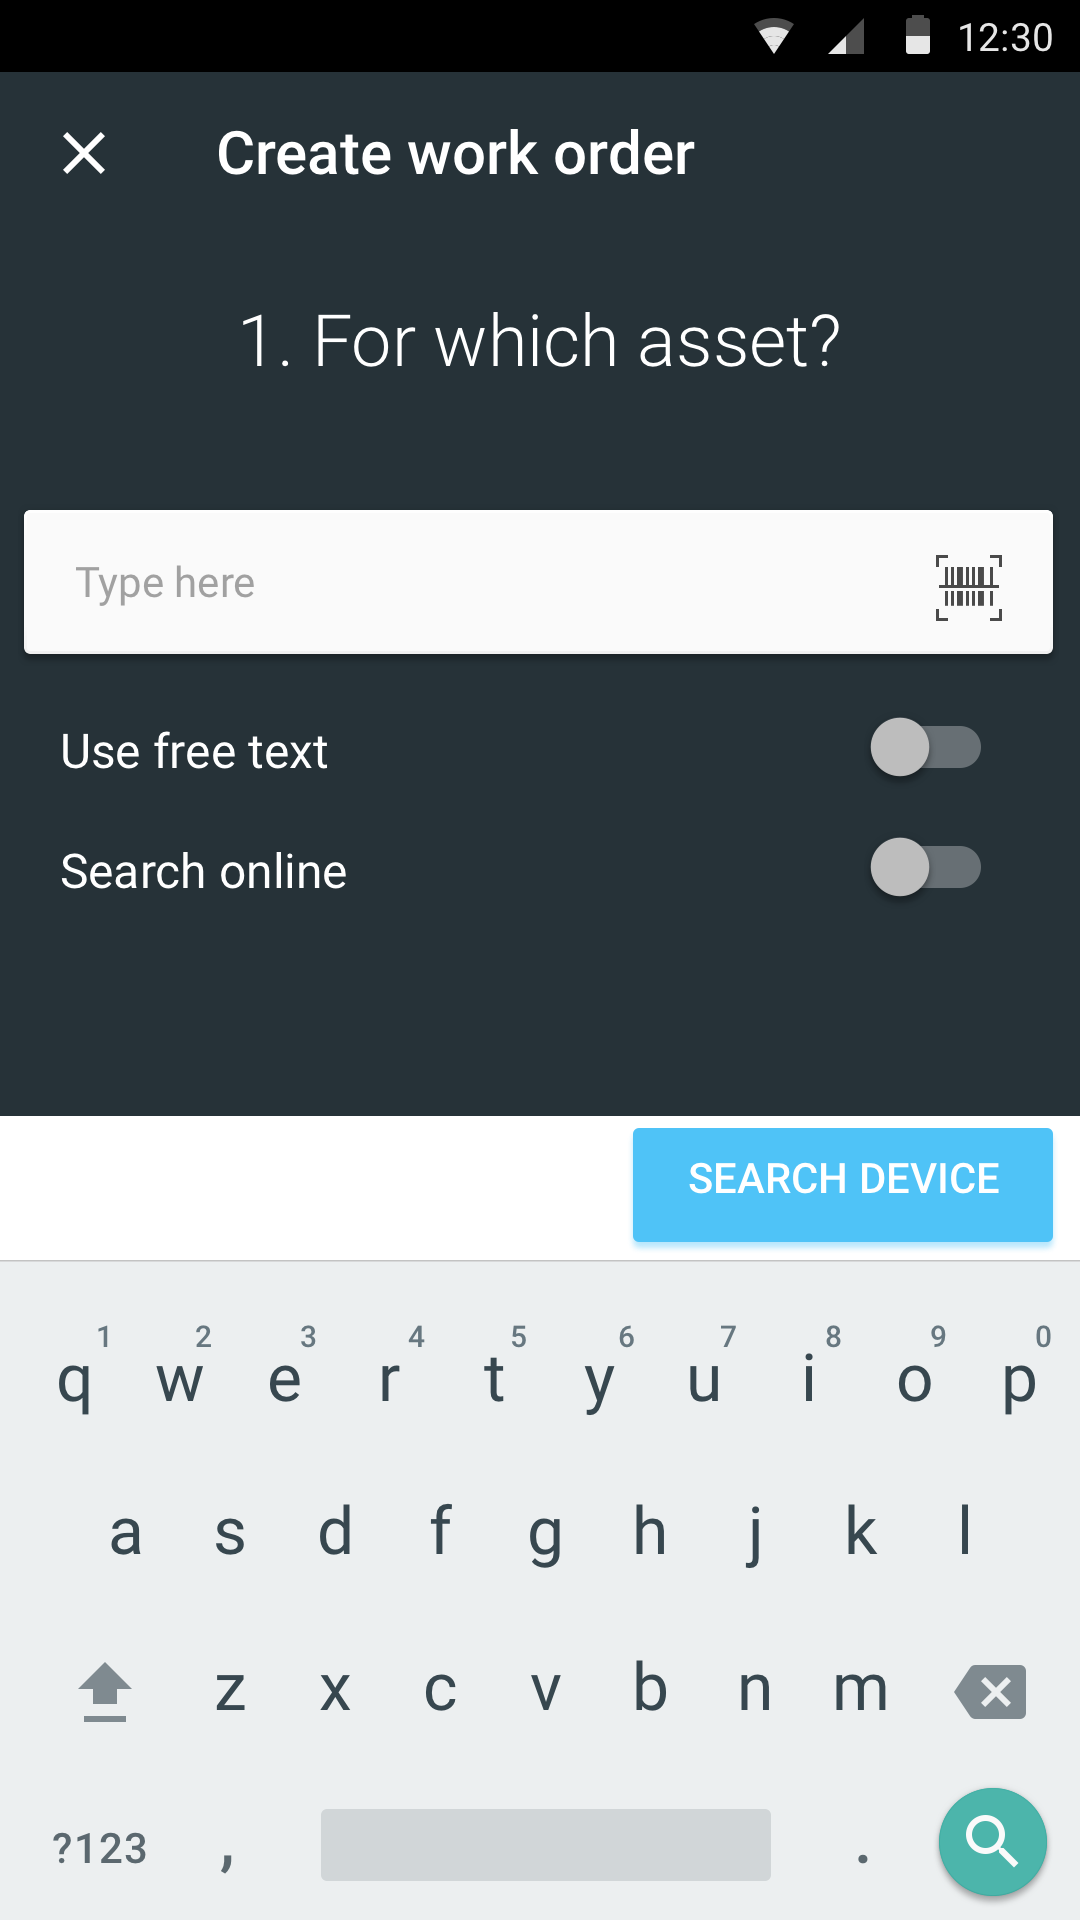 12:30
Create work order
1. For which asset?
Type here
Use free text
Search online
SEARCH DEVICE
1 2 3 4 5 6 7 8 9 0
q w e r t y u i o p
a s d f g h j k l
z x c v b n m
?123 , .